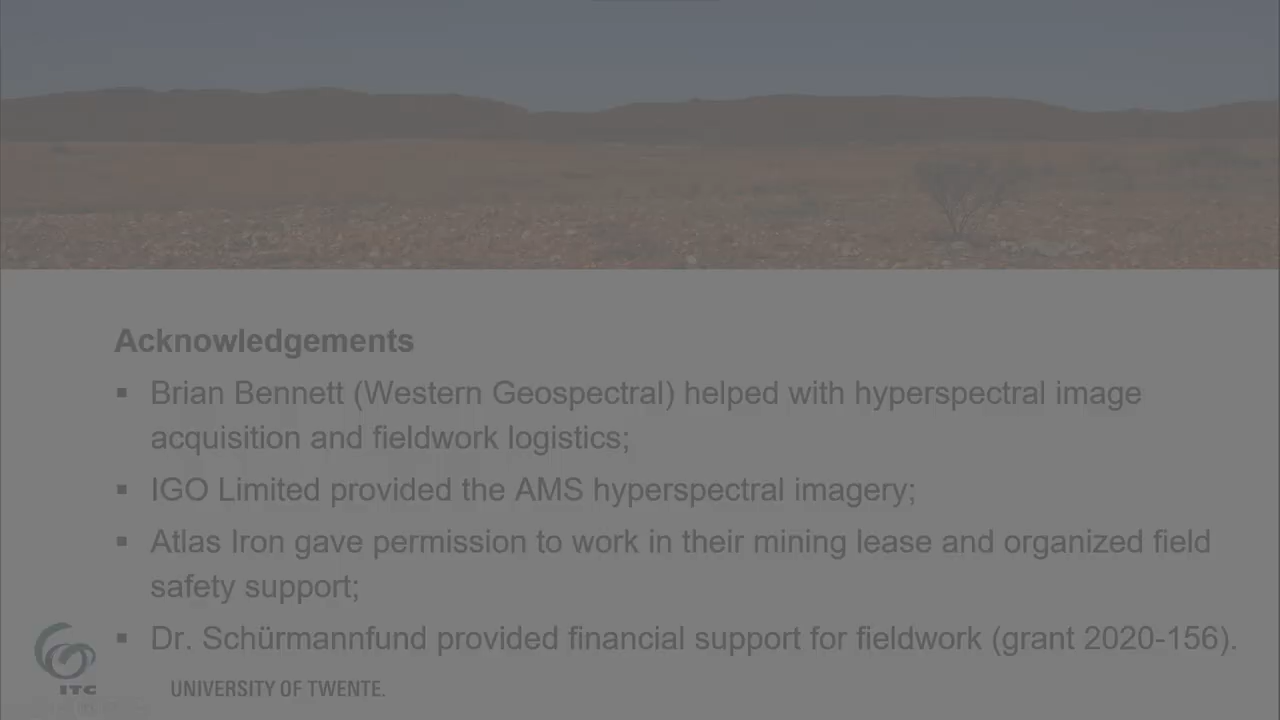 Acknowledgements
▪ Brian Bennett (Western Geospectral) helped with hyperspectral image
acquisition and fieldwork logistics;
▪ IGO Limited provided the AMS hyperspectral imagery;
▪ Atlas Iron gave permission to work in their mining lease and organized field
safety support;
▪ Dr. Schürmannfund provided financial support for fieldwork (grant 2020-156).
ITC
UNIVERSITY OF TWENTE.